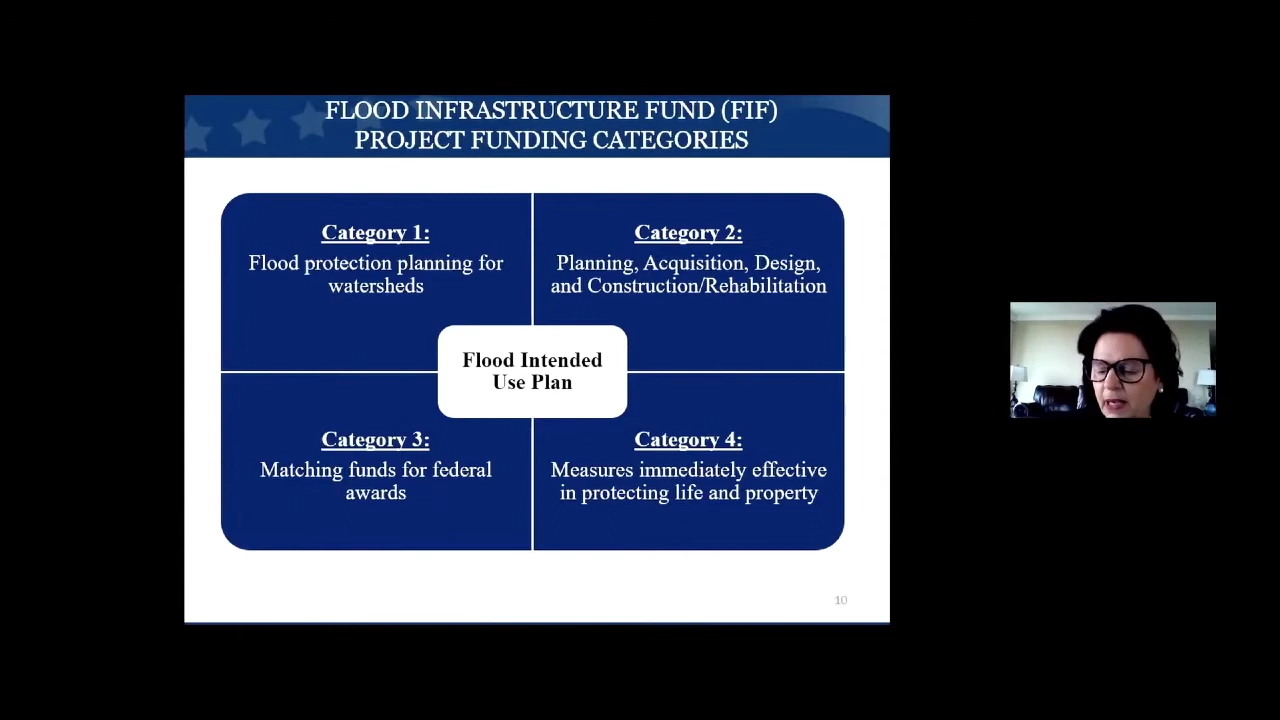 FLOOD INFRASTRUCTURE FUND (FIF)
PROJECT FUNDING CATEGORIES
Category 1:
Flood protection planning for
watersheds
Category 2:
Planning, Acquisition, Design,
and Construction/Rehabilitation
Flood Intended
Use Plan
Category 3:
Matching funds for federal
awards
Category 4:
Measures immediately effective
in protecting life and property
10